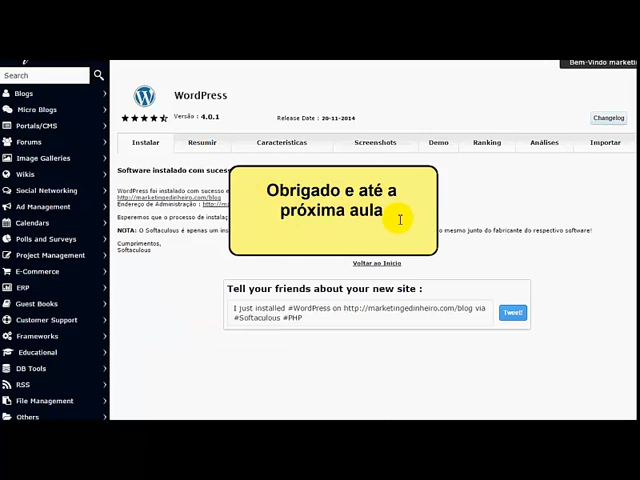 Bem-Vindo marketi
Search
WordPress
Versão : 4.0.1
Release Date : 20-11-2014
Changelog
Instalar
Resumir
Características
Screenshots
Demo
Ranking
Análises
Importar
Blogs
Micro Blogs
Portals/CMS
Forums
Image Galleries
Wikis
Social Networking
Ad Management
Calendars
Polls and Surveys
Project Management
E-Commerce
ERP
Guest Books
Customer Support
Frameworks
Educational
DB Tools
RSS
File Management
Others
Software instalado com suces
WordPress foi instalado com sucesso e
http://marketingedinheiro.com/blog
Endereço de Administração : http://m
Esperemos que o processo de instalaç
NOTA: O Softaculous é apenas um ins
mesmo junto do fabricante do respectivo software!
Cumprimentos,
Softaculous
Obrigado e até a
próxima aula
Voltar ao Inicio
Tell your friends about your new site :
I just installed #WordPress on http://marketingedinheiro.com/blog via
#Softaculous #PHP
Tweet!